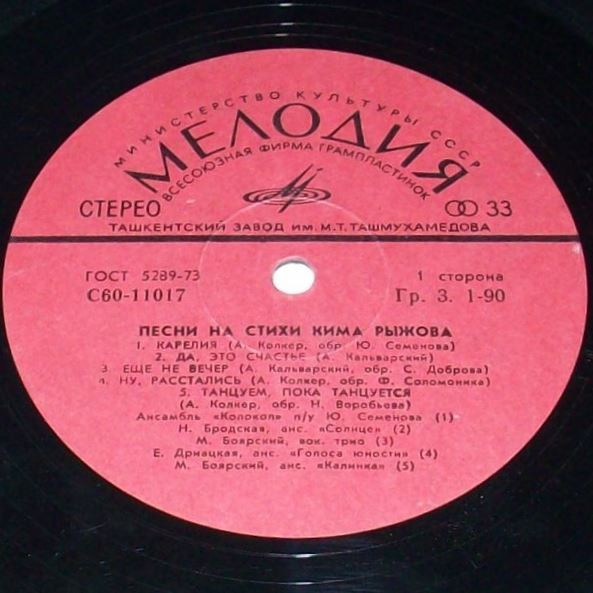 МИНИСТЕРСТВО КУЛЬТУРЫ СССР
МЕЛОДИЯ
ВСЕСОЮЗНАЯ ФИРМА ГРАМПЛАСТИНОК
СТЕРЕО 33
ТАШКЕНТСКИЙ ЗАВОД ИМ. М.Т. ТАШМУХАМЕДОВА
ГОСТ 5289-73 1 сторона
С60-11017 Гр. 3. 1-90
ПЕСНИ НА СТИХИ КИМА РЫЖОВА
1. КАРЕЛИЯ (А. Колкер, обр. Ю. Семенова)
2. ДА, ЭТО СЧАСТЬЕ (А. Кальварский)
3. ЕЩЕ НЕ ВЕЧЕР (А. Кальварский, обр. С. Доброва)
4. НУ, РАССТАЛИСЬ (А. Колкер, обр. Ф. Соломоника)
5. ТАНЦУЕМ, ПОКА ТАНЦУЕТСЯ
(А. Колкер, обр. Н. Воробьева)
Ансамбль «Колокол» п/у Ю. Семенова (1)
Н. Бродская, анс. «Солнце» (2)
М. Боярский, вок. трио (3)
Е. Дриацкая, анс. «Голоса юности» (4)
М. Боярский, анс. «Калинка» (5)